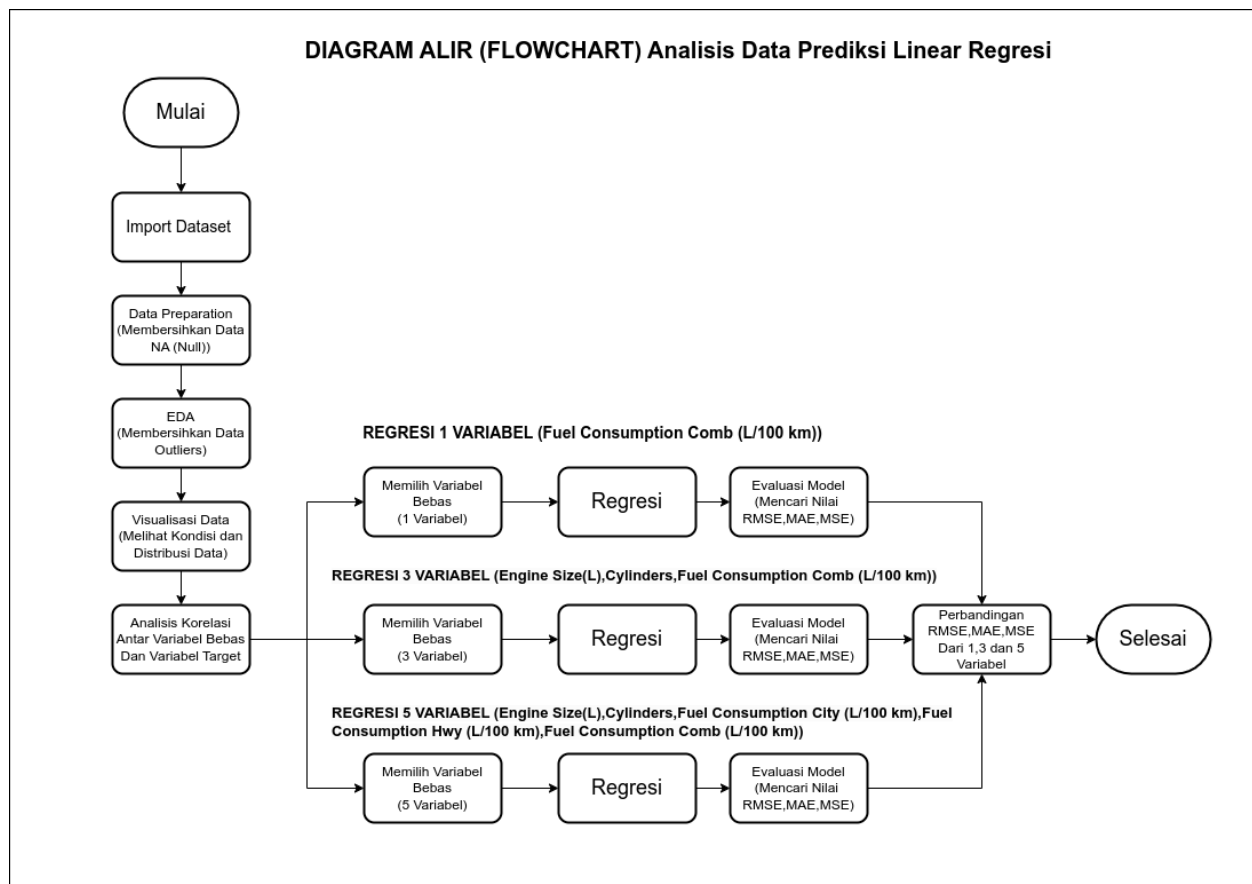 DIAGRAM ALIR (FLOWCHART) Analisis Data Prediksi Linear Regresi
Mulai
Import Dataset
Data Preparation
(Membersihkan Data
NA (Null))
EDA
(Membersihkan Data
Outliers)
Visualisasi Data
(Melihat Kondisi dan
Distribusi Data)
Analisis Korelasi
Antar Variabel Bebas
Dan Variabel Target
REGRESI 1 VARIABEL (Fuel Consumption Comb (L/100 km))
Memilih Variabel
Bebas
(1 Variabel)
Regresi
Evaluasi Model
(Mencari Nilai
RMSE,MAE,MSE)
REGRESI 3 VARIABEL (Engine Size(L),Cylinders,Fuel Consumption Comb (L/100 km))
Memilih Variabel
Bebas
(3 Variabel)
Regresi
Evaluasi Model
(Mencari Nilai
RMSE,MAE,MSE)
REGRESI 5 VARIABEL (Engine Size(L),Cylinders,Fuel Consumption City (L/100 km),Fuel
Consumption Hwy (L/100 km),Fuel Consumption Comb (L/100 km))
Memilih Variabel
Bebas
(5 Variabel)
Regresi
Evaluasi Model
(Mencari Nilai
RMSE,MAE,MSE)
Perbandingan
RMSE,MAE,MSE
Dari 1,3 dan 5
Variabel
Selesai